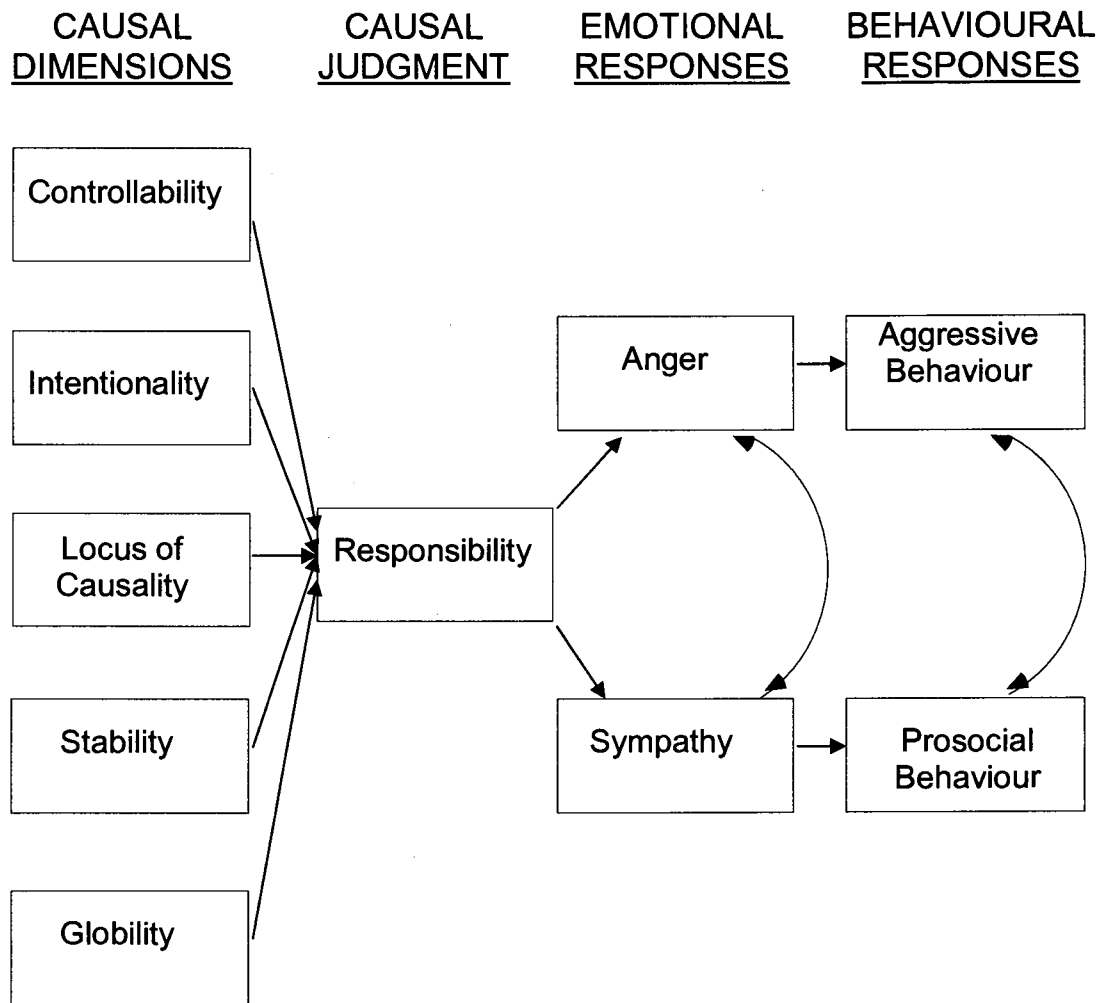 CAUSAL
DIMENSIONS
CAUSAL
JUDGMENT
EMOTIONAL
RESPONSES
BEHAVIOURAL
RESPONSES
Controllability
Intentionality
Locus of
Causality
Stability
Globility
Responsibility
Anger
Sympathy
Aggressive
Behaviour
Prosocial
Behaviour